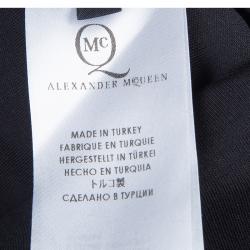 McQ
ALEXANDER McQUEEN
MADE IN TURKEY
FABRIQUE EN TURQUIE
HERGESTELLT IN TÜRKEI
HECHO EN TURQUIA
トルコ製
СДЕЛАНО В ТУРЦИИ